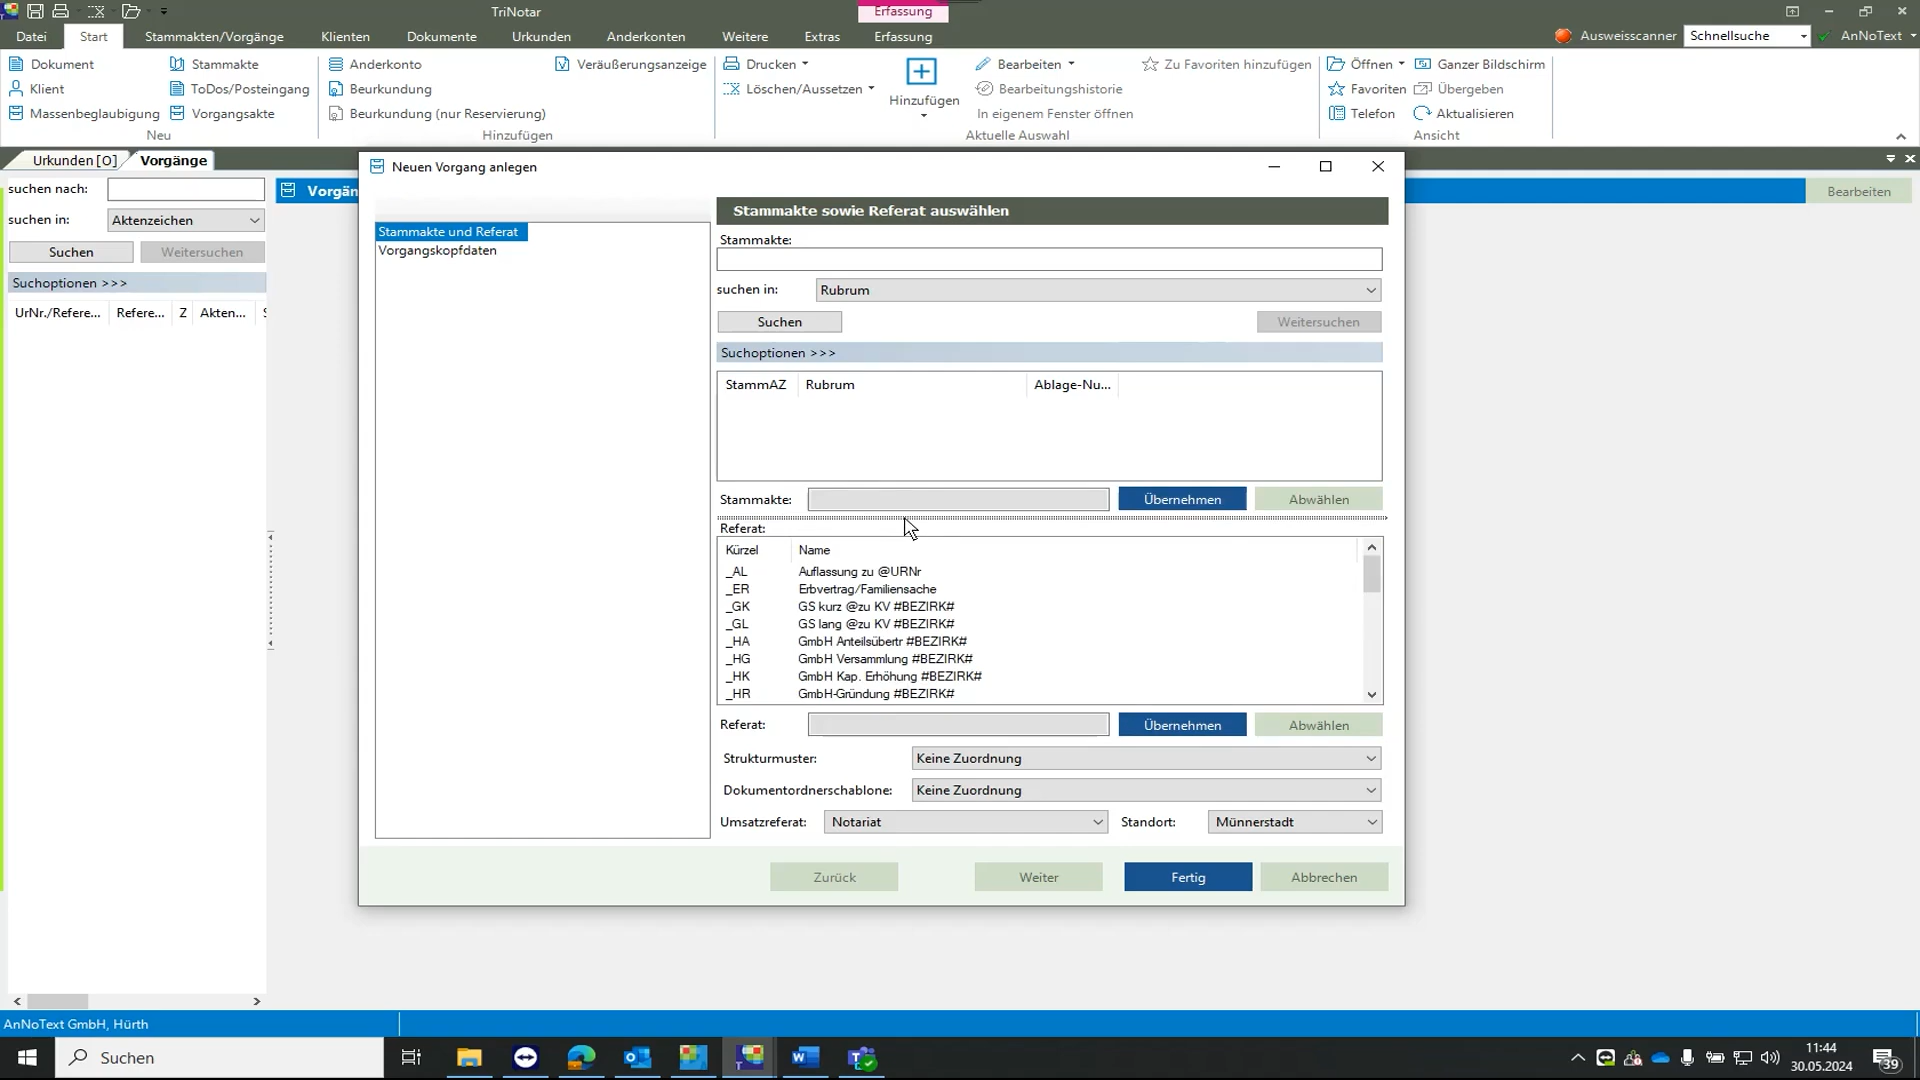 TriNotar
Erfassung
Datei Start Stammakten/Vorgänge Klienten Dokumente Urkunden Anderkonten Weitere Extras Erfassung
Ausweisscanner Schnellsuche AnNoText
Dokument Stammakte Anderkonto Veräußerungsanzeige Drucken Bearbeiten Zu Favoriten hinzufügen Öffnen Ganzer Bildschirm
Klient ToDos/Posteingang Beurkundung Löschen/Aussetzen Hinzufügen Bearbeitungshistorie Favoriten Übergeben
Massenbeglaubigung Vorgangsakte Beurkundung (nur Reservierung) In eigenem Fenster öffnen Telefon Aktualisieren
Neu Hinzufügen Aktuelle Auswahl Ansicht
Urkunden [O] Vorgänge
suchen nach:
suchen in: Aktenzeichen
Suchen Weitersuchen
Suchoptionen >>>
UrNr./Refere... Refere... Z Akten...
Vorgän
Bearbeiten
Neuen Vorgang anlegen
Stammakte und Referat
Vorgangskopfdaten
Stammakte sowie Referat auswählen
Stammakte:
suchen in: Rubrum
Suchen Weitersuchen
Suchoptionen >>>
StammAZ Rubrum Ablage-Nu...
Stammakte: Übernehmen Abwählen
Referat:
Kürzel Name
_AL Auflassung zu @URNr
_ER Erbvertrag/Familiensache
_GK GS kurz @zu KV #BEZIRK#
_GL GS lang @zu KV #BEZIRK#
_HA GmbH Anteilsübertr #BEZIRK#
_HG GmbH Versammlung #BEZIRK#
_HK GmbH Kap. Erhöhung #BEZIRK#
_HR GmbH-Gründung #BEZIRK#
Referat: Übernehmen Abwählen
Strukturmuster: Keine Zuordnung
Dokumentordnerschablone: Keine Zuordnung
Umsatzreferat: Notariat Standort: Münnerstadt
Zurück Weiter Fertig Abbrechen
AnNoText GmbH, Hürth
Suchen
11:44
30.05.2024
39